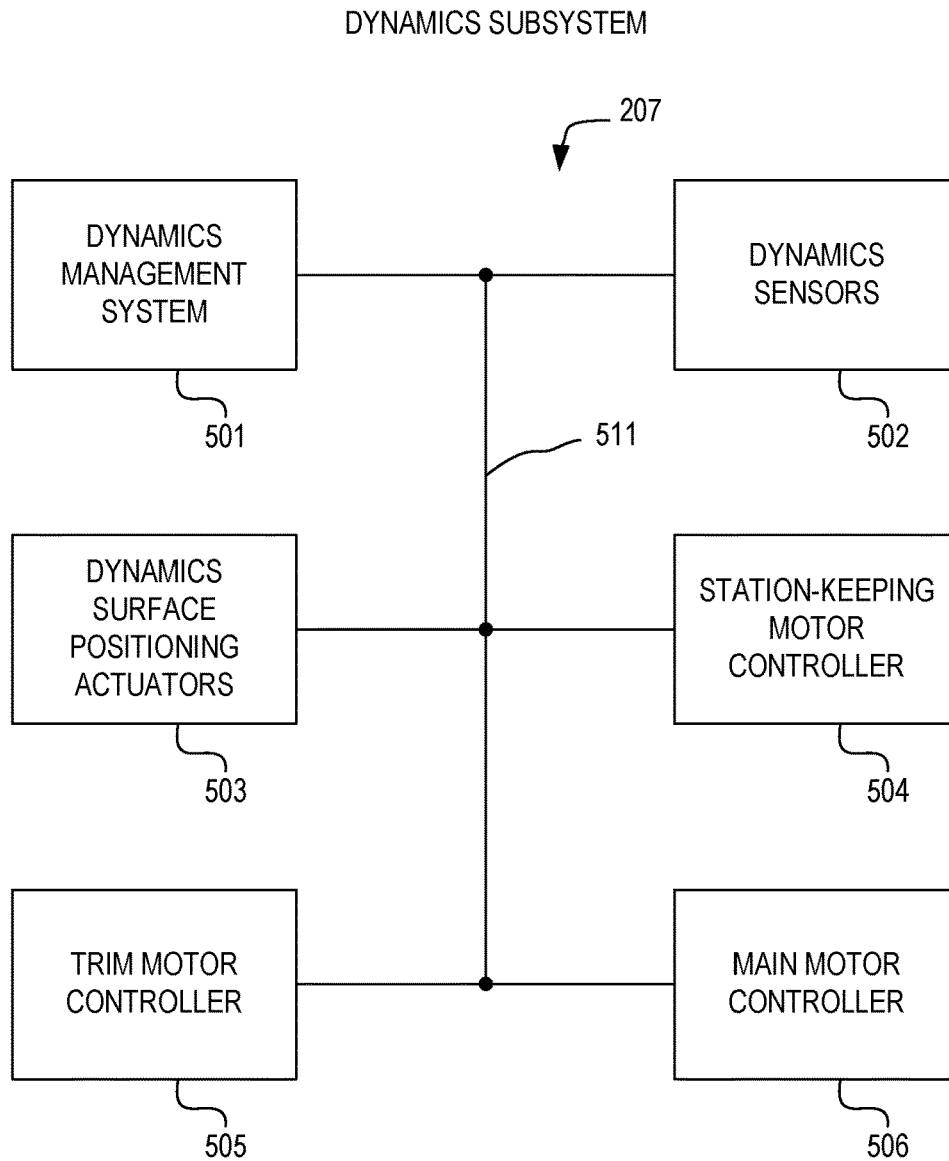 DYNAMICS SUBSYSTEM
207
DYNAMICS
MANAGEMENT
SYSTEM
501
DYNAMICS
SENSORS
502
511
DYNAMICS
SURFACE
POSITIONING
ACTUATORS
503
STATION-KEEPING
MOTOR
CONTROLLER
504
TRIM MOTOR
CONTROLLER
505
MAIN MOTOR
CONTROLLER
506